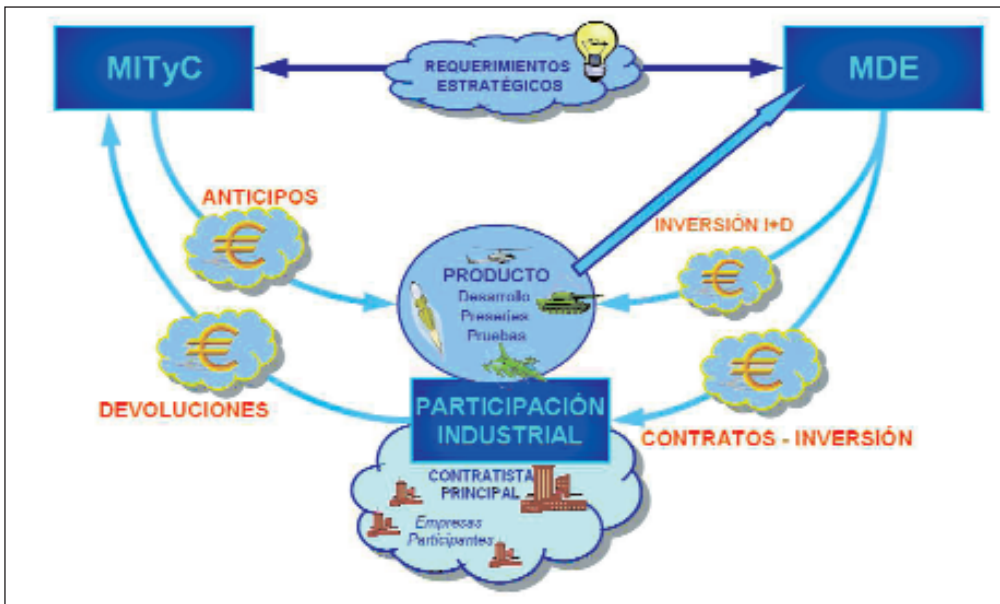 MITyC
REQUERIMIENTOS
ESTRATÉGICOS
MDE
ANTICIPOS
€
INVERSIÓN I+D
€
PRODUCTO
Desarrollo
Preseries
Pruebas
€
DEVOLUCIONES
€
CONTRATOS - INVERSIÓN
PARTICIPACIÓN
INDUSTRIAL
CONTRATISTA
PRINCIPAL
Empresas
Participantes